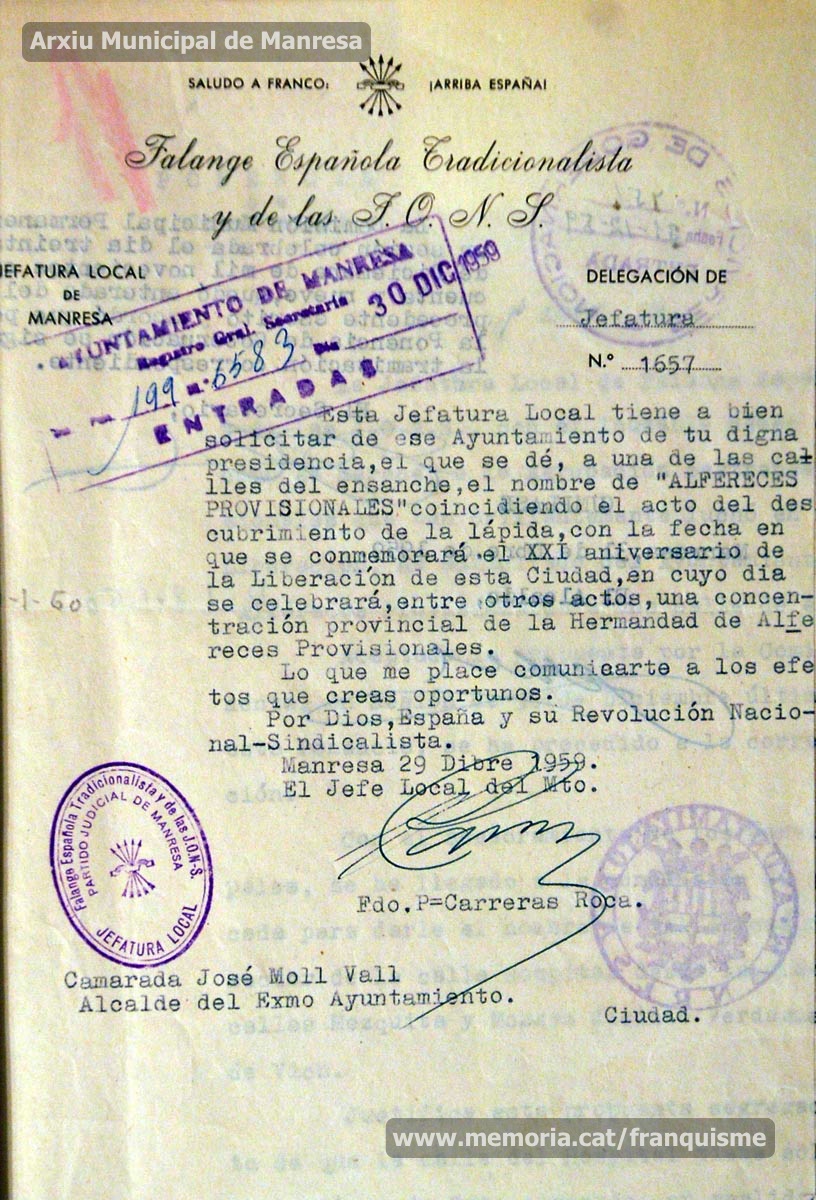 Arxiu Municipal de Manresa
SALUDO A FRANCO: ¡ARRIBA ESPAÑA!
Falange Española Tradicionalista
y de las J. O. N. S.
JEFATURA LOCAL
DE
MANRESA
DELEGACIÓN DE
Jefatura
N.º 1657
AYUNTAMIENTO DE MANRESA
Registro Gral. Secretaria
199 n.º 6583 Dia 30 DIC 1959
ENTRADAS
ENTRADA
Esta Jefatura Local tiene a bien
solicitar de ese Ayuntamiento de tu digna
presidencia,el que se dé, a una de las cal
lles del ensanche,el nombre de "ALFERECES
PROVISIONALES"coincidiendo el acto del des
cubrimiento de la lápida,con la fecha en
que se conmemorará el XXI aniversario de
la Liberación de esta Ciudad,en cuyo dia
se celebrará,entre otros actos,una concen-
tración provincial de la Hermandad de Alfe
reces Provisionales.
Lo que me place comunicarte a los efe
tos que creas oportunos.
Por Dios,España y su Revolución Nacio-
nal-Sindicalista.
Manresa 29 Dibre 1959.
El Jefe Local del Mto.
-1-60
Falange Española Tradicionalista y de las J.O.N-S.
PARTIDO JUDICIAL DE MANRESA
JEFATURA LOCAL
Fdo.P=Carreras Roca.
Camarada José Moll Vall
Alcalde del Exmo Ayuntamiento.
Ciudad.
www.memoria.cat/franquisme